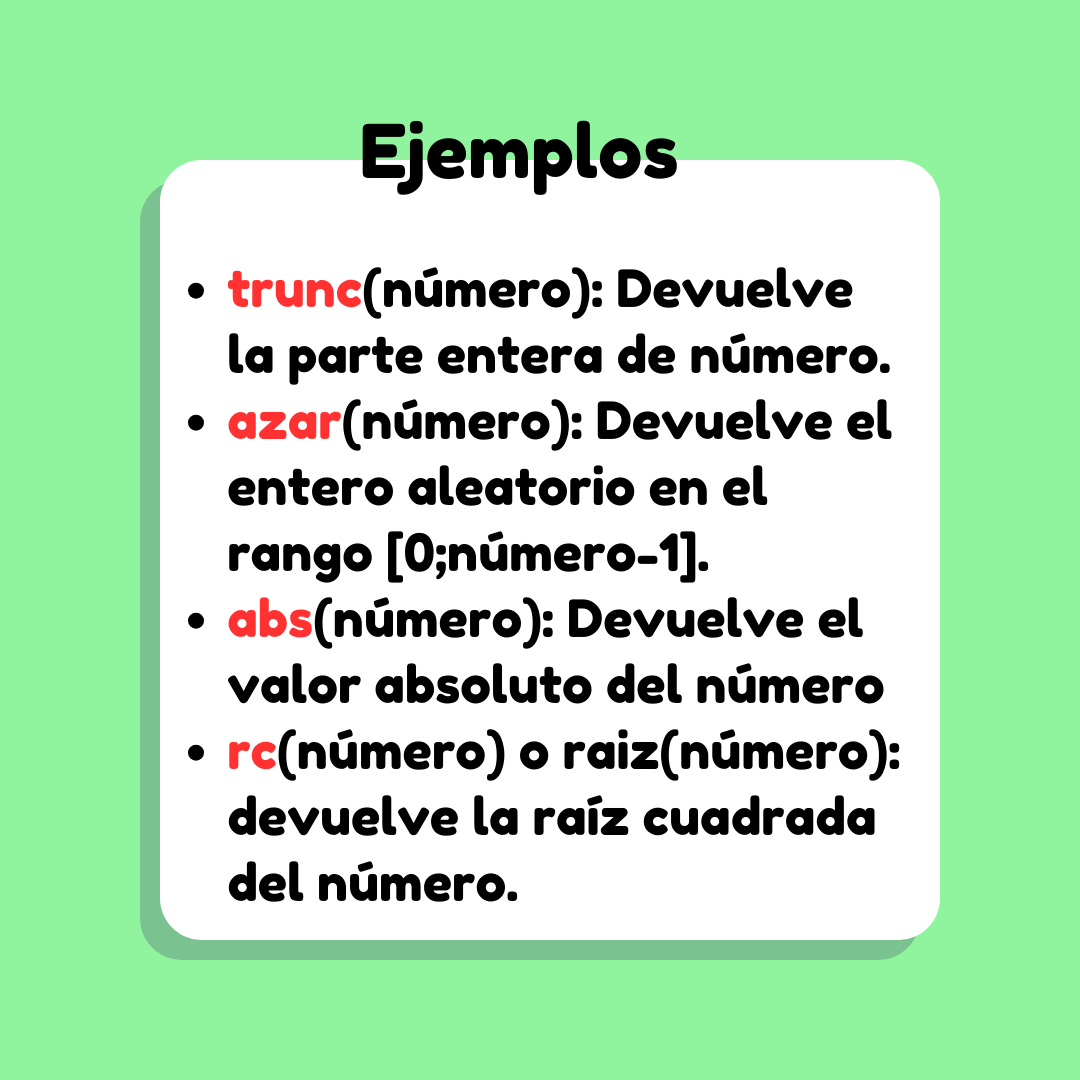 Ejemplos
• trunc(número): Devuelve
la parte entera de número.
• azar(número): Devuelve el
entero aleatorio en el
rango [0;número-1].
• abs(número): Devuelve el
valor absoluto del número
• rc(número) o raiz(número):
devuelve la raíz cuadrada
del número.